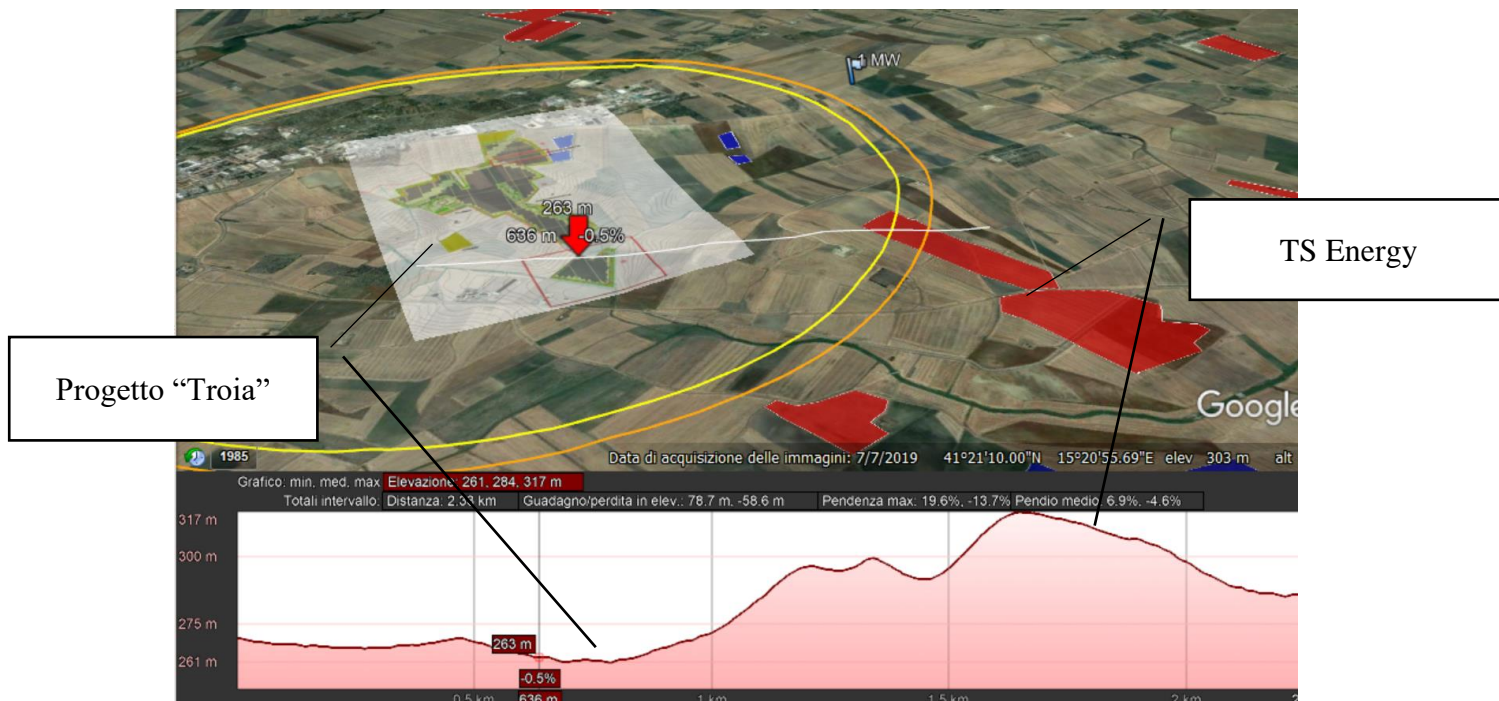 1 MW
263 m
636 m -0.5%
TS Energy
Progetto “Troia”
Google
1985
Data di acquisizione delle immagini: 7/7/2019 41°21'10.00"N 15°20'55.69"E elev 303 m alt
Grafico: min. med. max Elevazione: 261, 284, 317 m
Totali intervallo: Distanza: 2.33 km Guadagno/perdita in elev.: 78.7 m. -58.6 m Pendenza max: 19.6%, -13.7% Pendio medio: 6.9%. -4.6%
317 m
300 m
275 m
263 m
261 m
-0.5%
0.5 km 636 m 1 km 1.5 km 2 km